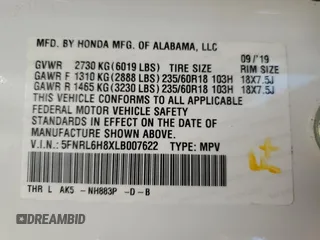 MFD. BY HONDA MFG. OF ALABAMA, LLC
09/'19
GVWR 2730 KG(6019 LBS) TIRE SIZE RIM SIZE
GAWR F 1310 KG(2888 LBS) 235/60R18 103H 18X7.5J
GAWR R 1465 KG(3230 LBS) 235/60R18 103H 18X7.5J
THIS VEHICLE CONFORMS TO ALL APPLICABLE
FEDERAL MOTOR VEHICLE SAFETY
STANDARDS IN EFFECT ON THE DATE OF
MANUFACTURE SHOWN ABOVE.
V.I.N.: 5FNRL6H8XLB007622 TYPE: MPV
THR L AK5 - NH883P -D-B
DREAMBID